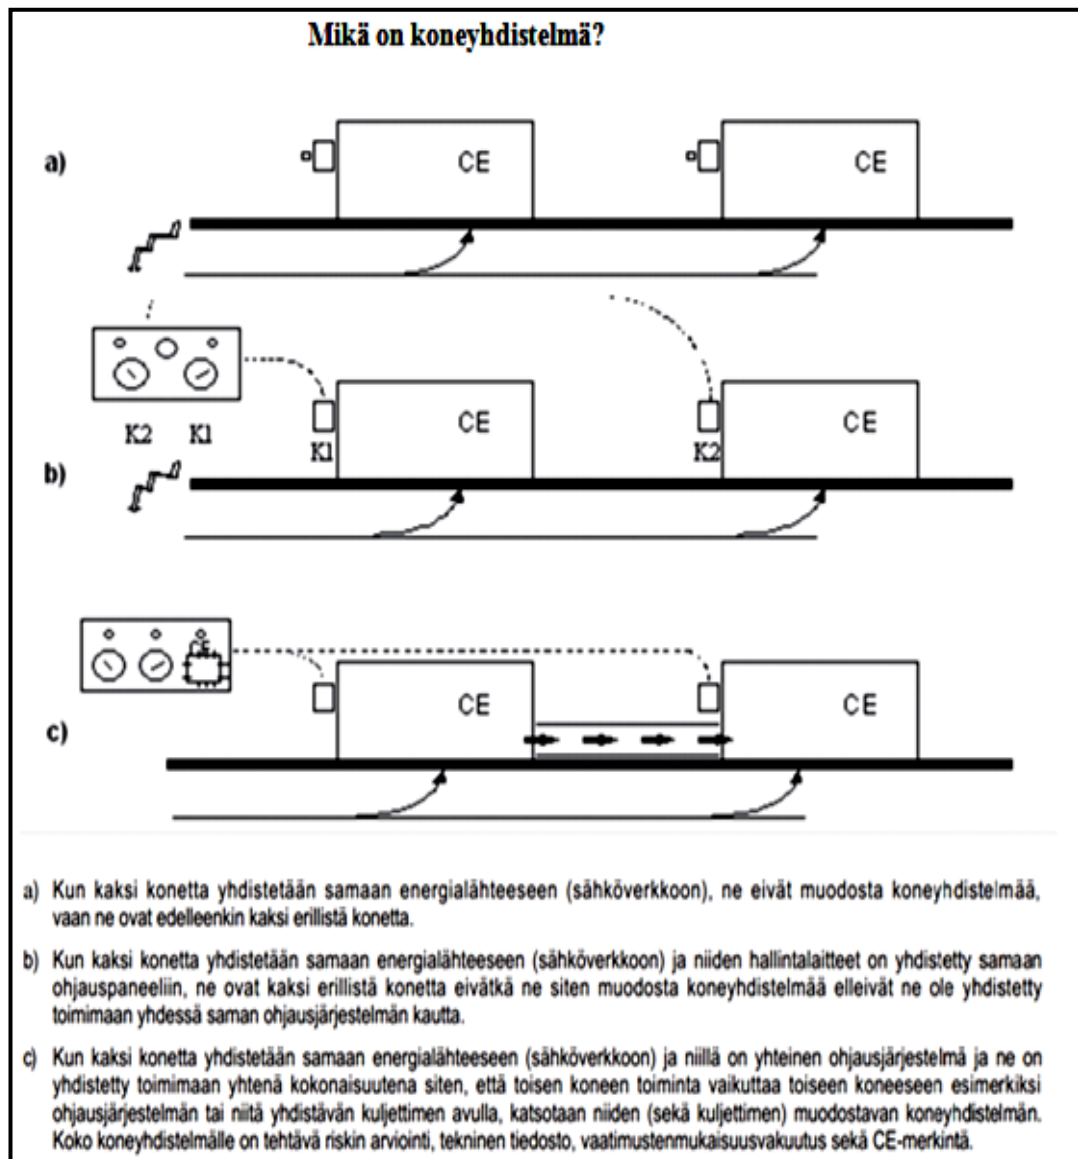 Mikä on koneyhdistelmä?
a)
CE
CE
K2 K1
K1
CE
K2
CE
b)
CE
CE
CE
c)
a) Kun kaksi konetta yhdistetään samaan energialähteeseen (sähköverkkoon), ne eivät muodosta koneyhdistelmää,
vaan ne ovat edelleenkin kaksi erillistä konetta.
b) Kun kaksi konetta yhdistetään samaan energialähteeseen (sähköverkkoon) ja niiden hallintalaitteet on yhdistetty samaan
ohjauspaneeliin, ne ovat kaksi erillistä konetta eivätkä ne siten muodosta koneyhdistelmää elleivät ne ole yhdistetty
toimimaan yhdessä saman ohjausjärjestelmän kautta.
c) Kun kaksi konetta yhdistetään samaan energialähteeseen (sähköverkkoon) ja niillä on yhteinen ohjausjärjestelmä ja ne on
yhdistetty toimimaan yhtenä kokonaisuutena siten, että toisen koneen toiminta vaikuttaa toiseen koneeseen esimerkiksi
ohjausjärjestelmän tai niitä yhdistävän kuljettimen avulla, katsotaan niiden (sekä kuljettimen) muodostavan koneyhdistelmän.
Koko koneyhdistelmälle on tehtävä riskin arviointi, tekninen tiedosto, vaatimustenmukaisuusvakuutus sekä CE-merkintä.